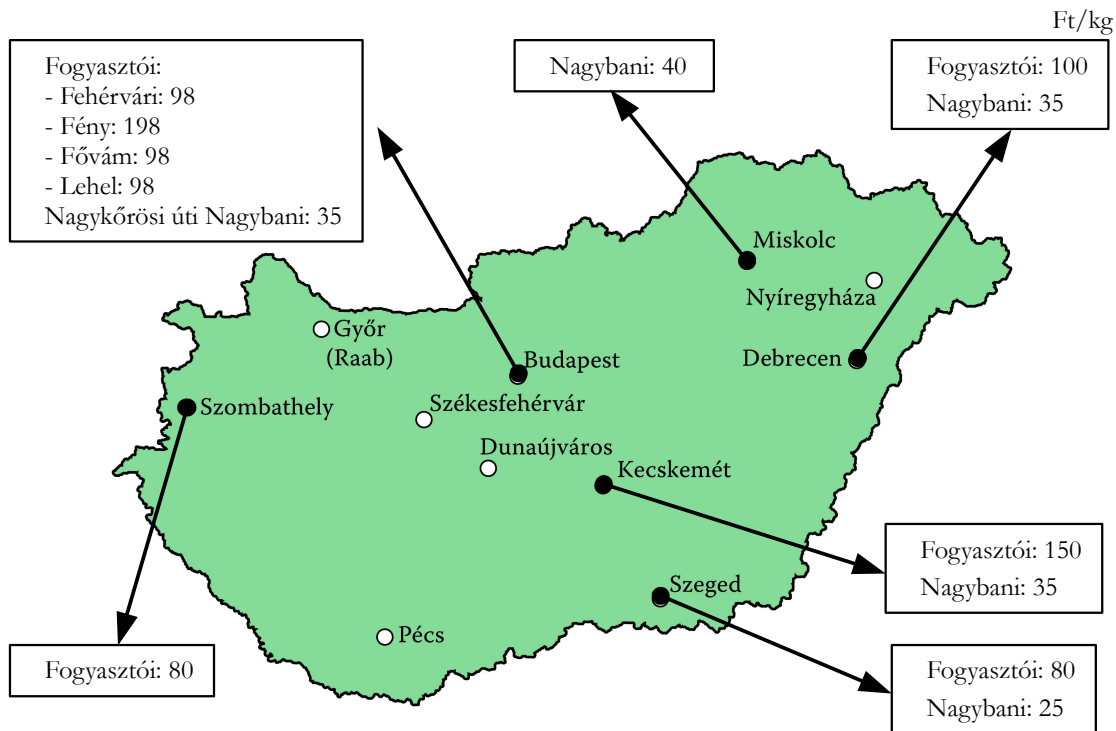 Ft/kg
Fogyasztói:
- Fehérvári: 98
- Fény: 198
- Fővám: 98
- Lehel: 98
Nagykőrösi úti Nagybani: 35
Nagybani: 40
Fogyasztói: 100
Nagybani: 35
Miskolc
Nyíregyháza
Győr
(Raab)
Budapest
Debrecen
Szombathely
Székesfehérvár
Dunaújváros
Kecskemét
Fogyasztói: 150
Nagybani: 35
Szeged
Pécs
Fogyasztói: 80
Fogyasztói: 80
Nagybani: 25